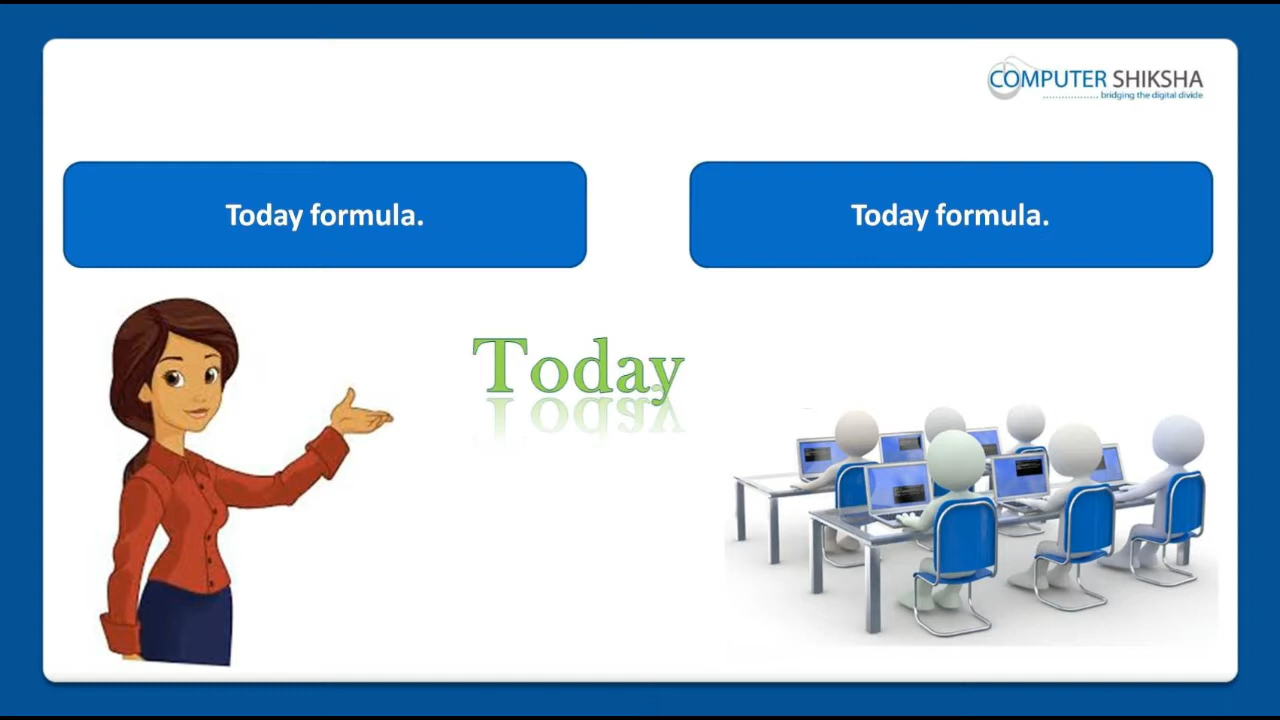 COMPUTER SHIKSHA
bridging the digital divide
Today formula.
Today formula.
Today